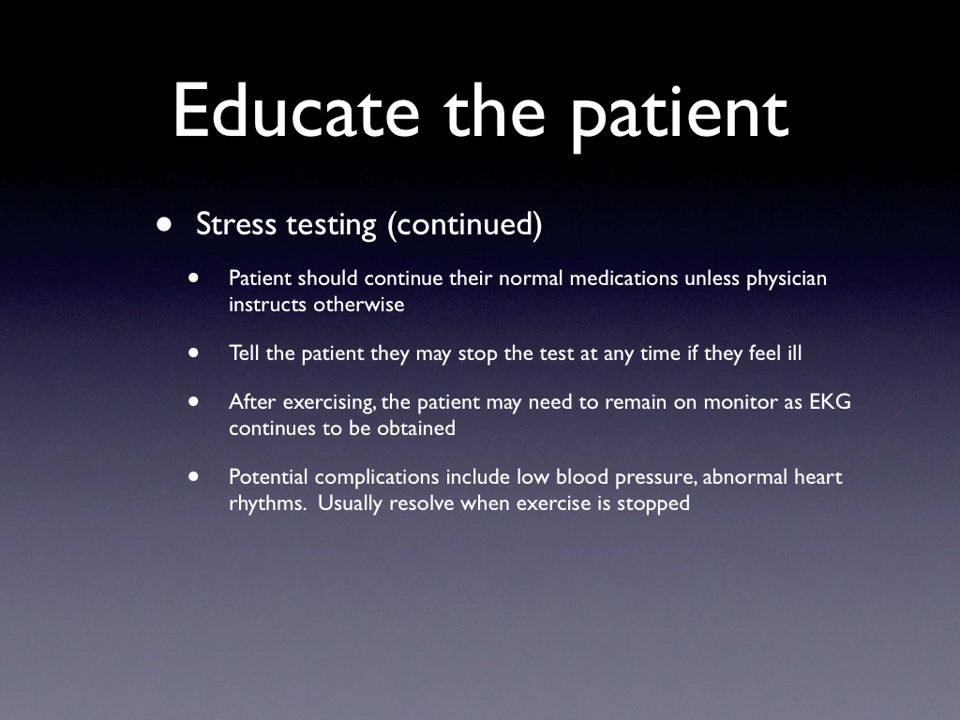 Educate the patient
• Stress testing (continued)
• Patient should continue their normal medications unless physician
instructs otherwise
• Tell the patient they may stop the test at any time if they feel ill
• After exercising, the patient may need to remain on monitor as EKG
continues to be obtained
• Potential complications include low blood pressure, abnormal heart
rhythms.  Usually resolve when exercise is stopped